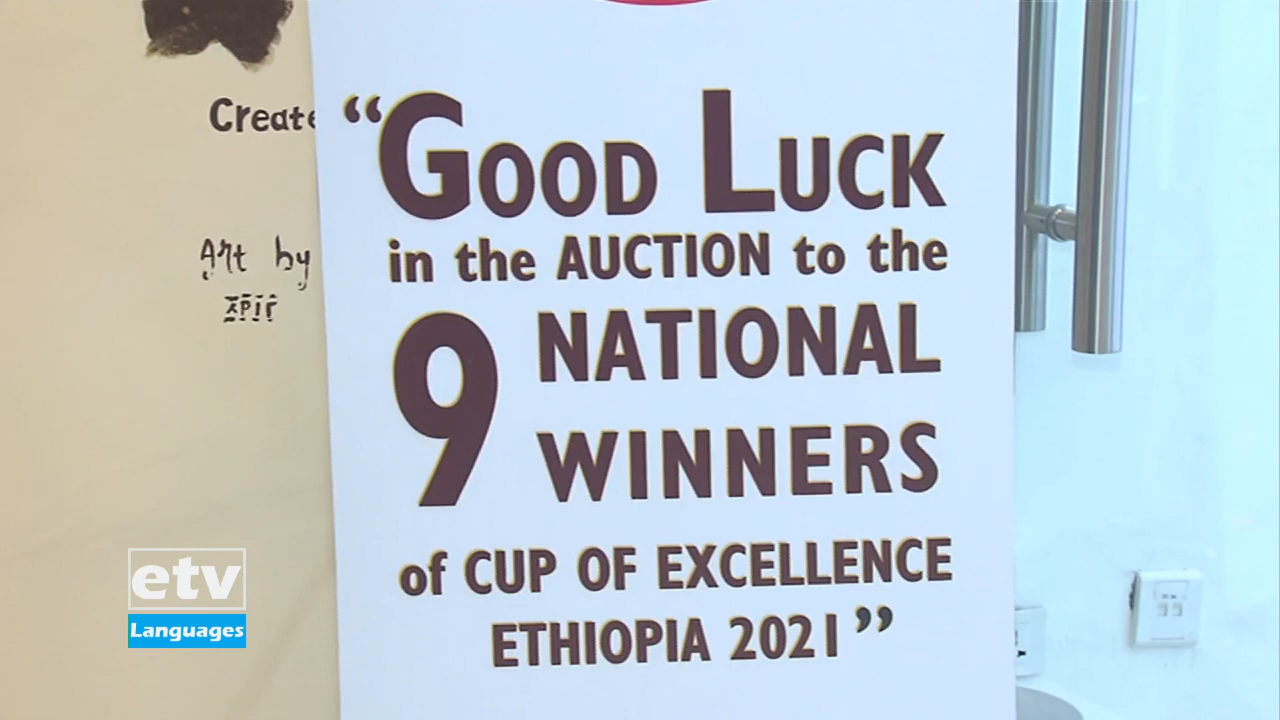 Create
Art by
“GOOD LUCK
in the AUCTION to the
9 NATIONAL
WINNERS
of CUP OF EXCELLENCE
ETHIOPIA 2021”
etv
Languages